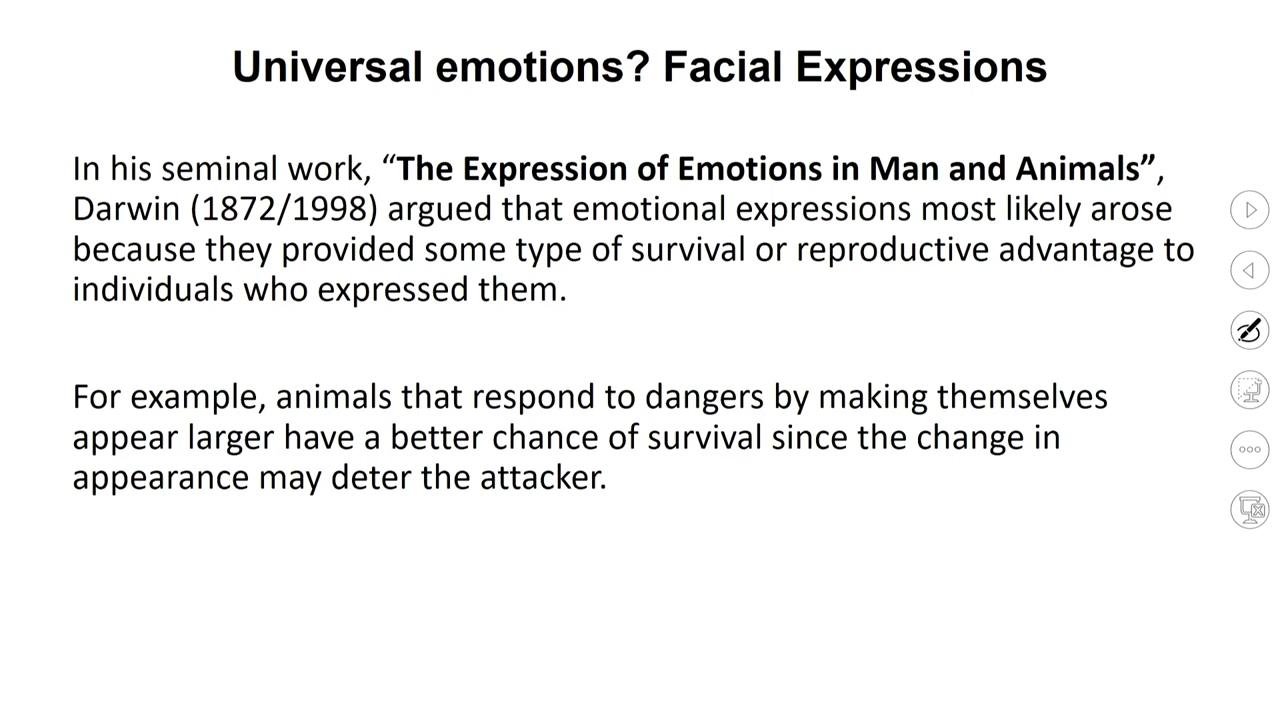 Universal emotions? Facial Expressions
In his seminal work, “The Expression of Emotions in Man and Animals”,
Darwin (1872/1998) argued that emotional expressions most likely arose
because they provided some type of survival or reproductive advantage to
individuals who expressed them.
For example, animals that respond to dangers by making themselves
appear larger have a better chance of survival since the change in
appearance may deter the attacker.